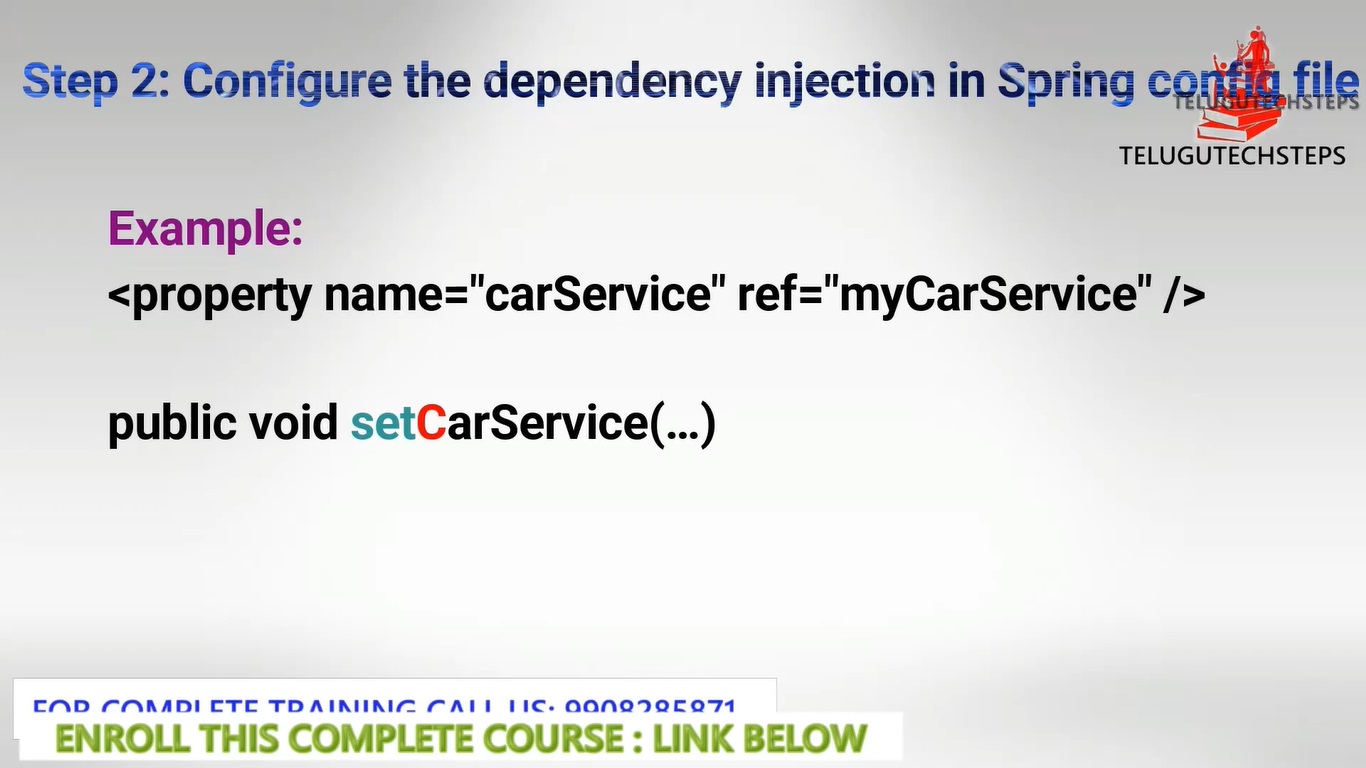 Step 2: Configure the dependency injection in Spring config file
TELUGUTECHSTEPS
TELUGUTECHSTEPS
Example:
<property name="carService" ref="myCarService" />
public void setCarService(...)
FOR COMPLETE TRAINING CALL US: 9908285871
ENROLL THIS COMPLETE COURSE : LINK BELOW